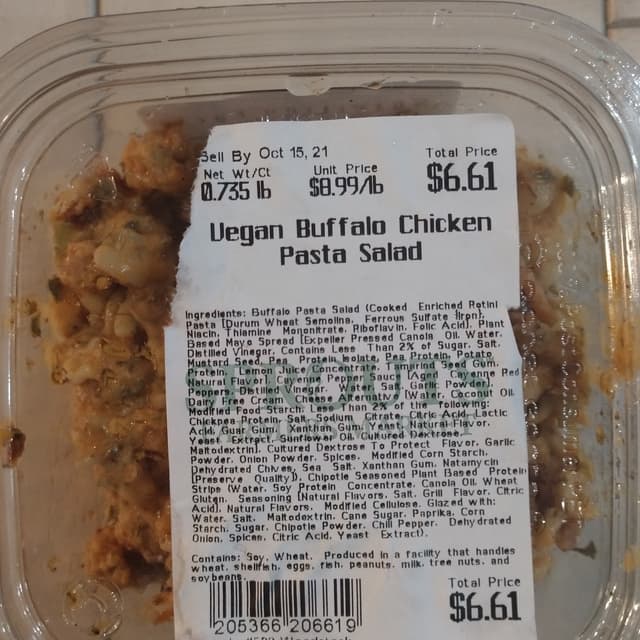 Sell By Oct 15, 21
Net Wt/Ct Unit Price Total Price
0.735 lb $8.99/lb $6.61
Vegan Buffalo Chicken
Pasta Salad
Ingredients: Buffalo Pasta Salad (Cooked Enriched Rotini
Pasta [Durum Wheat Semolina, Ferrous Sulfate (Iron),
Niacin, Thiamine Mononitrate, Riboflavin, Folic Acid], Plant
Based Mayo Spread [Expeller Pressed Canola Oil, Water,
Distilled Vinegar, Contains Less Than 2% of Sugar, Salt,
Mustard Seed, Pea Protein Isolate, Pea Protein, Potato
Protein, Lemon Juice Concentrate, Gum,
Natural Flavor], Cayenne Pepper Sauce [Aged Cayenne Red
Peppers, Distilled Vinegar, Water, Salt, Garlic Powder],
Dairy Free Cream Cheese Alternative [Water, Coconut Oil,
Modified Food Starch, Less Than 2% of the following:
Chickpea Protein, Salt, Sodium Citrate, Citric Acid, Lactic
Acid, Guar Gum, Xanthan Gum, Natural Flavor,
Yeast Extract, Sunflower Oil, Cultured Dextrose,
Maltodextrin], Cultured Dextrose To Protect Flavor, Garlic
Powder, Onion Powder, Spices, Modified Corn Starch,
Dehydrated Chives, Sea Salt, Xanthan Gum, Natamycin
[Preserve Quality]), Chipotle Seasoned Plant Based Protein
Strips (Water, Soy Protein Concentrate, Canola Oil, Wheat
Gluten, Seasoning [Natural Flavors, Salt, Grill Flavor, Citric
Acid], Natural Flavors, Modified Cellulose, Glazed with:
Water, Salt, Maltodextrin, Cane Sugar, Paprika, Corn
Starch, Sugar, Chipotle Powder, Chili Pepper, Dehydrated
Onion, Spices, Citric Acid, Yeast Extract).
Contains: Soy, Wheat, Produced in a facility that handles
wheat, shellfish, eggs, fish, peanuts, milk, tree nuts, and
soybeans.
Total Price
$6.61
205366 206619
SPROUTS
FARMERS MARKET